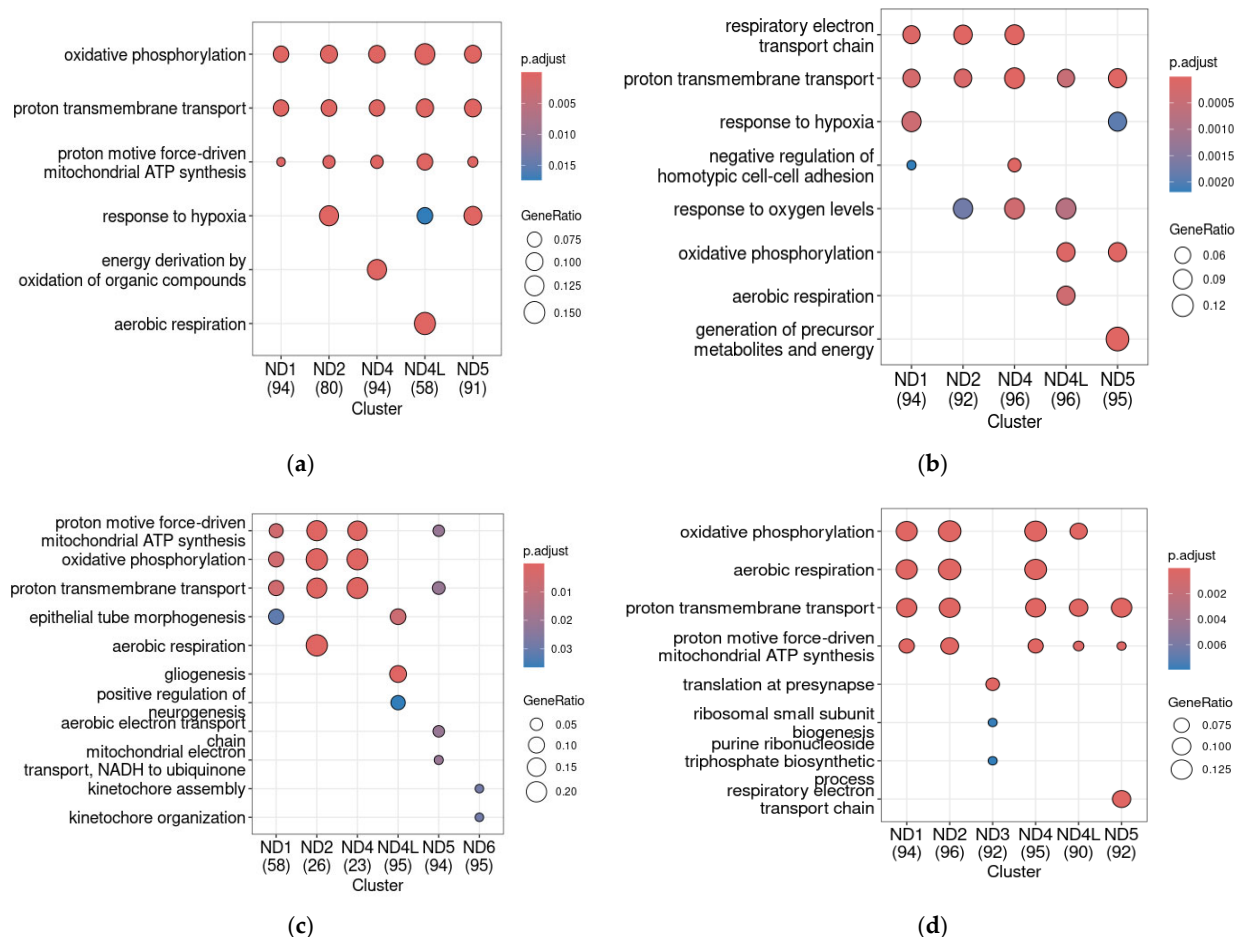 oxidative phosphorylation
proton transmembrane transport
proton motive force-driven
mitochondrial ATP synthesis
response to hypoxia
energy derivation by
oxidation of organic compounds
aerobic respiration
ND1 ND2 ND4 ND4L ND5
(94) (80) (94) (58) (91)
Cluster
p.adjust
0.005
0.010
0.015
GeneRatio
0.075
0.100
0.125
0.150
(a)
respiratory electron
transport chain
proton transmembrane transport
response to hypoxia
negative regulation of
homotypic cell-cell adhesion
response to oxygen levels
oxidative phosphorylation
aerobic respiration
generation of precursor
metabolites and energy
ND1 ND2 ND4 ND4L ND5
(94) (92) (96) (96) (95)
Cluster
p.adjust
0.0005
0.0010
0.0015
0.0020
GeneRatio
0.06
0.09
0.12
(b)
proton motive force-driven
mitochondrial ATP synthesis
oxidative phosphorylation
proton transmembrane transport
epithelial tube morphogenesis
aerobic respiration
gliogenesis
positive regulation of
neurogenesis
aerobic electron transport
chain
mitochondrial electron
transport, NADH to ubiquinone
kinetochore assembly
kinetochore organization
ND1 ND2 ND4 ND4L ND5 ND6
(58) (26) (23) (95) (94) (95)
Cluster
p.adjust
0.01
0.02
0.03
GeneRatio
0.05
0.10
0.15
0.20
(c)
oxidative phosphorylation
aerobic respiration
proton transmembrane transport
proton motive force-driven
mitochondrial ATP synthesis
translation at presynapse
ribosomal small subunit
biogenesis
purine ribonucleoside
triphosphate biosynthetic
process
respiratory electron
transport chain
ND1 ND2 ND3 ND4 ND4L ND5
(94) (96) (92) (95) (90) (92)
Cluster
p.adjust
0.002
0.004
0.006
GeneRatio
0.075
0.100
0.125
(d)